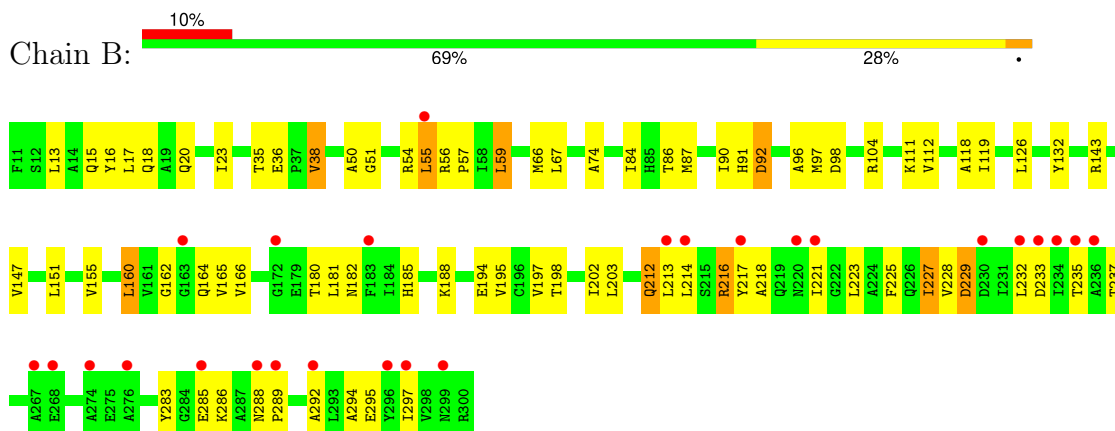 10%
Chain B:
69% 28% •
F11 S12 L13 A14 Q15 Y16 L17 Q18 A19 Q20 I23 T35 E36 P37 V38 A50 G51 R54 L55 R56 P57 I58 L59 M66 L67 A74 I84 H85 T86 M87 I90 H91 D92 A96 M97 D98 R104 K111 V112 A118 I119 L126 Y132 R143
V147 L151 V155 L160 V161 G162 G163 Q164 V165 V166 G172 E179 T180 L181 N182 F183 I184 H185 K188 E194 V195 C196 V197 T198 I202 L203 Q212 L213 L214 S215 R216 Y217 A218 Q219 N220 I221 G222 L223 A224 F225 Q226 I227 V228 D229 D230 I231 L232 D233 I234 T235 A236 T237
A267 E268 A274 E275 A276 Y283 G284 E285 K286 A287 N288 P289 A292 L293 A294 E295 Y296 I297 V298 N299 R300